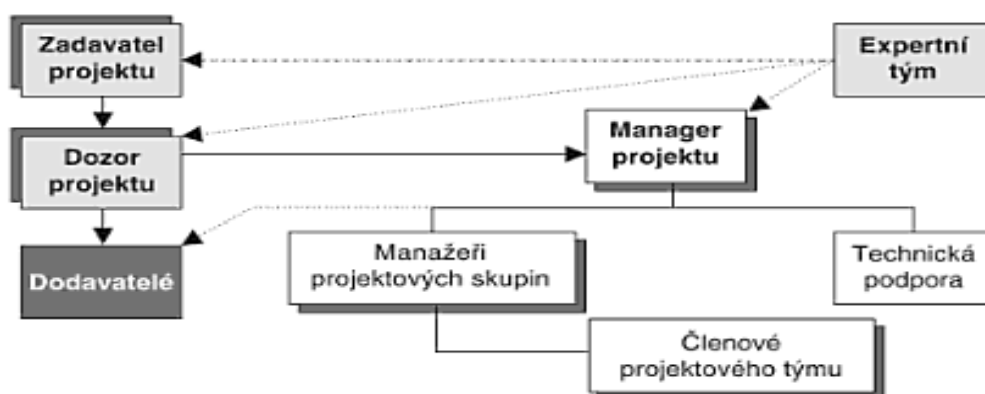 Zadavatel
projektu
Expertní
tým
Manager
projektu
Dozor
projektu
Dodavatelé
Manažeři
projektových skupin
Technická
podpora
Členové
projektového týmu